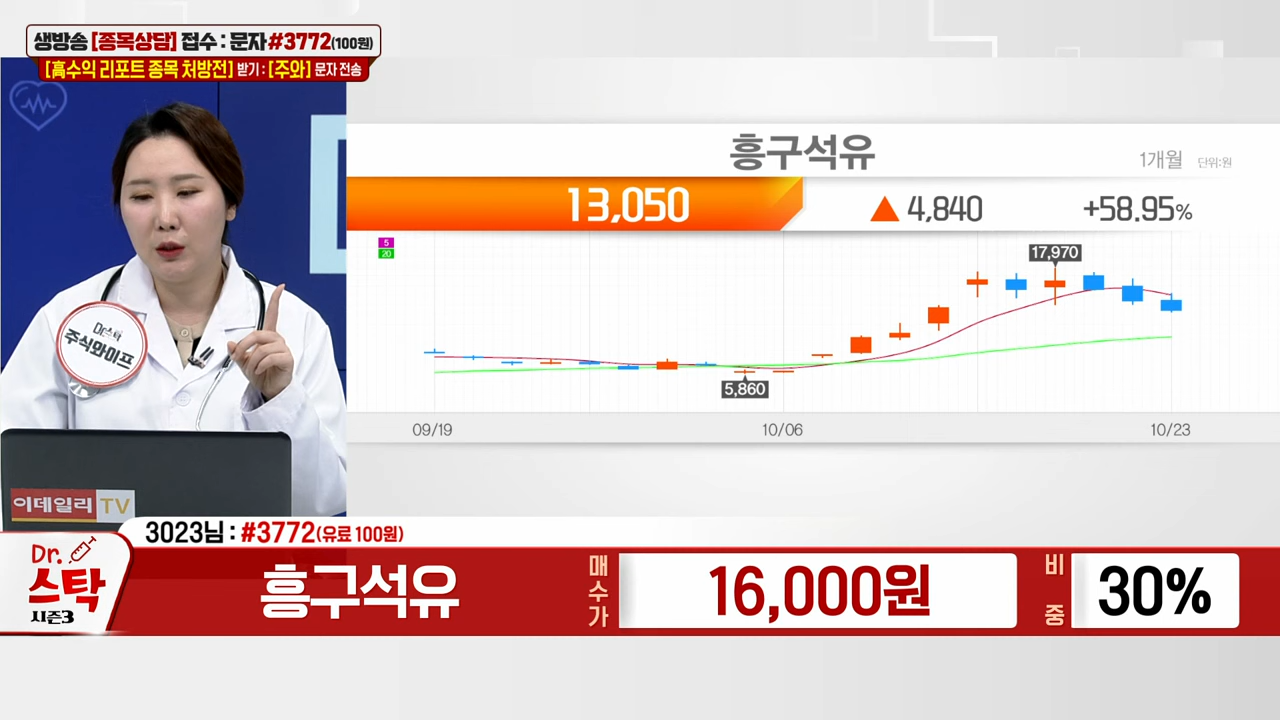 생방송 [종목상담] 접수 : 문자#3772(100원)
[高수익 리포트 종목 처방전] 받기 : [주와] 문자 전송
흥구석유
1개월 단위:원
13,050 ▲ 4,840 +58.95%
5
20
17,970
5,860
09/19 10/06 10/23
Dr.스탁
주식와이프
이데일리 TV
3023님 : #3772(유료 100원)
Dr.
스탁
시즌3
흥구석유 매수가 16,000원 비중 30%